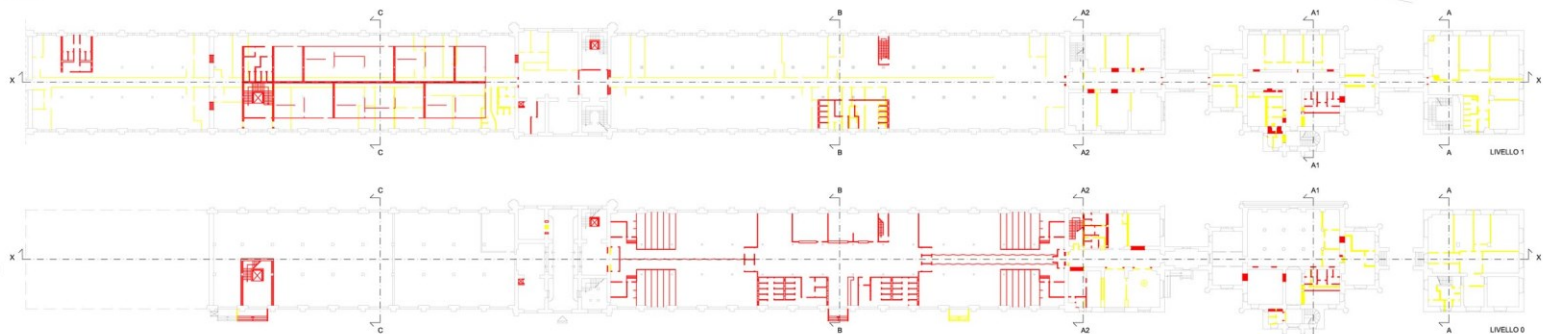 C B A2 A1 A
X X
C B A2 A
A1
LIVELLO 1
C B A2 A1 A
X X
C B A2 A1 A
LIVELLO 0